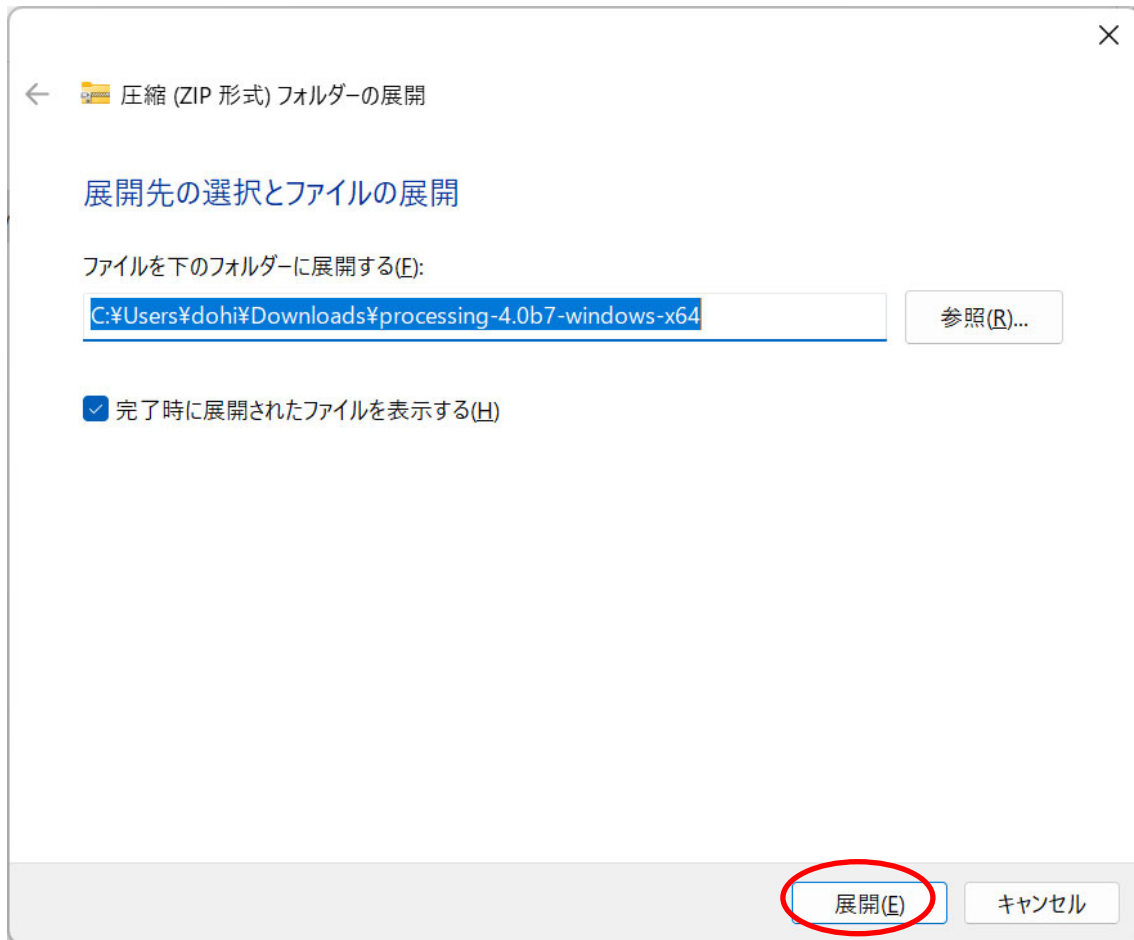 圧縮 (ZIP 形式) フォルダーの展開
展開先の選択とファイルの展開
ファイルを下のフォルダーに展開する(F):
C:¥Users¥dohi¥Downloads¥processing-4.0b7-windows-x64
参照(R)...
完了時に展開されたファイルを表示する(H)
展開(E)
キャンセル